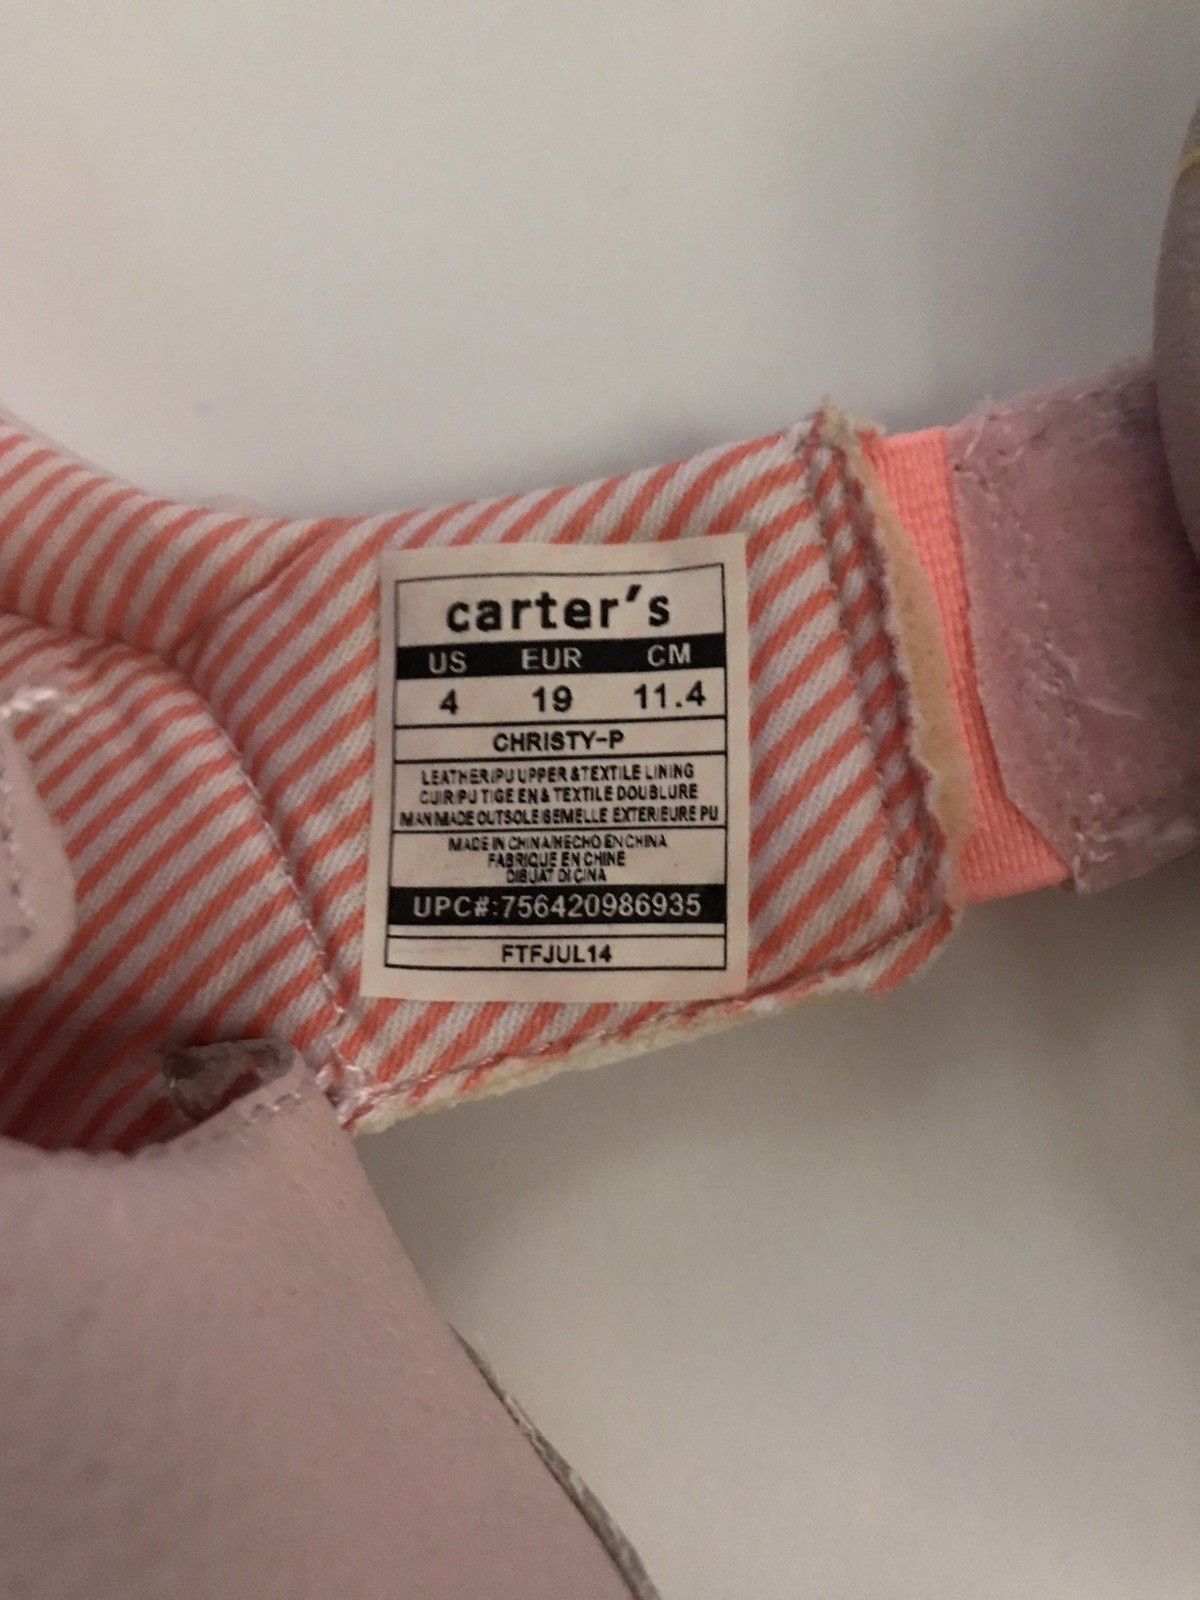 carter's
US EUR CM
4 19 11.4
CHRISTY-P
LEATHER/PU UPPER & TEXTILE LINING
CUIR/PU TIGE EN & TEXTILE DOUBLURE
MAN MADE OUTSOLE/SEMELLE EXTERIEURE PU
MADE IN CHINA/HECHO EN CHINA
FABRIQUE EN CHINE
DIBUAT DI CINA
UPC#:756420986935
FTFJUL14